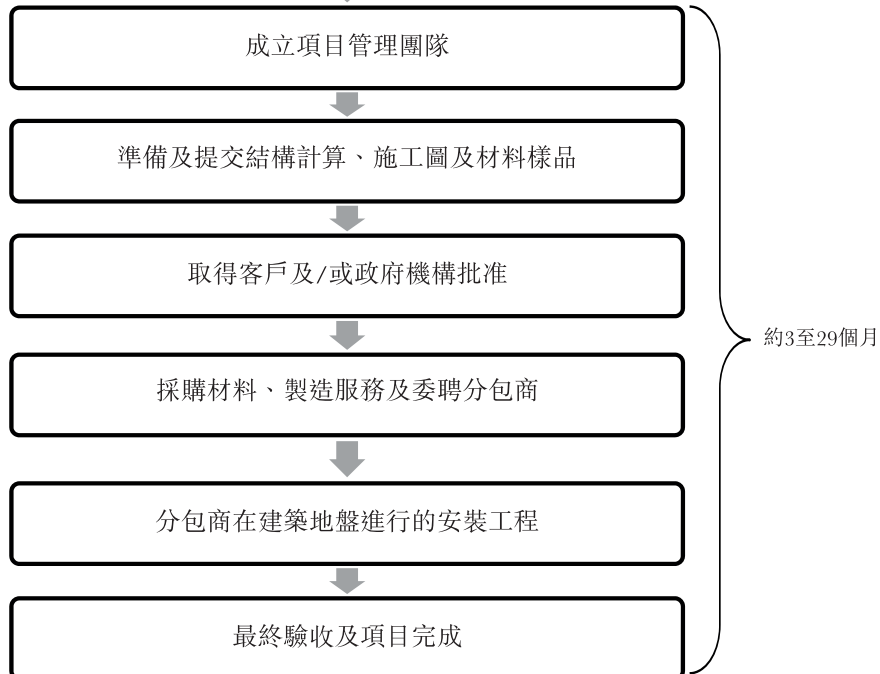 成立項目管理團隊
準備及提交結構計算、施工圖及材料樣品
取得客戶及/或政府機構批准
約3至29個月
採購材料、製造服務及委聘分包商
分包商在建築地盤進行的安裝工程
最終驗收及項目完成